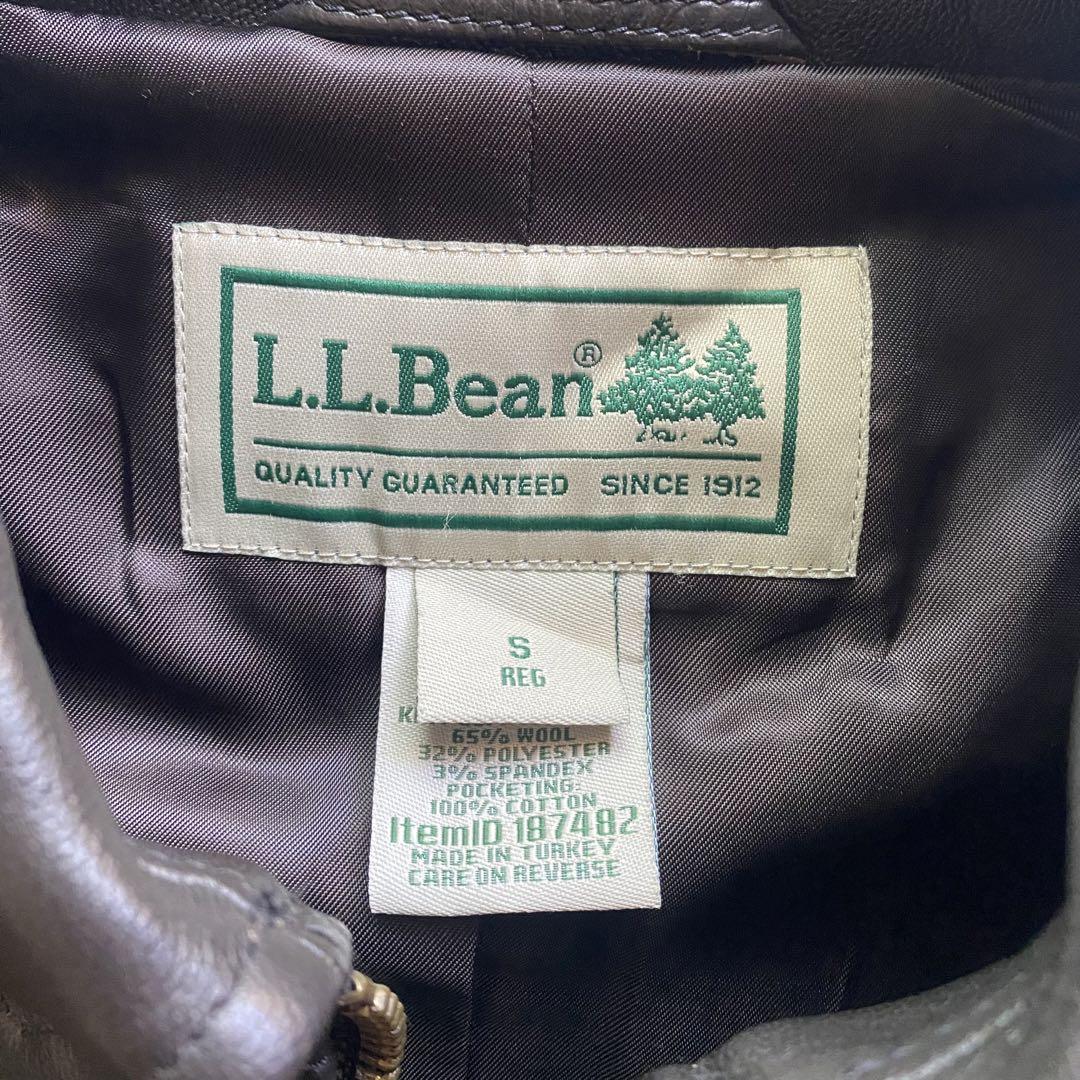 L.L.Bean®
QUALITY GUARANTEED SINCE 1912
S
REG
65% WOOL
32% POLYESTER
3% SPANDEX
POCKETING:
100% COTTON
ItemID 187482
MADE IN TURKEY
CARE ON REVERSE